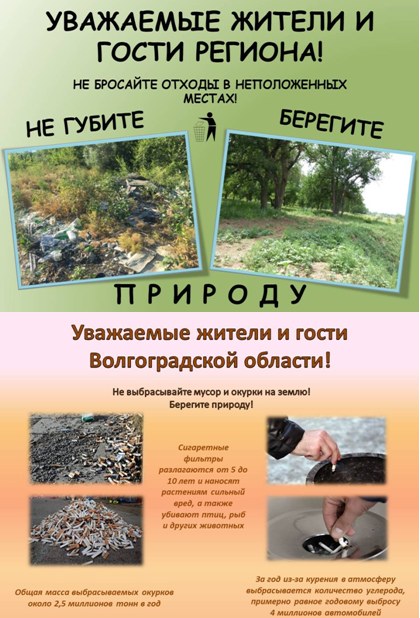 УВАЖАЕМЫЕ ЖИТЕЛИ И
ГОСТИ РЕГИОНА!
НЕ БРОСАЙТЕ ОТХОДЫ В НЕПОЛОЖЕННЫХ
МЕСТАХ!
НЕ ГУБИТЕ
БЕРЕГИТЕ
ПРИРОДУ
Уважаемые жители и гости
Волгоградской области!
Не выбрасывайте мусор и окурки на землю!
Берегите природу!
Сигаретные
фильтры
разлагаются от 5 до
10 лет и наносят
растениям сильный
вред, а также
убивают птиц, рыб
и других животных
Общая масса выбрасываемых окурков
около 2,5 миллионов тонн в год
За год из-за курения в атмосферу
выбрасывается количество углерода,
примерно равное годовому выбросу
4 миллионов автомобилей